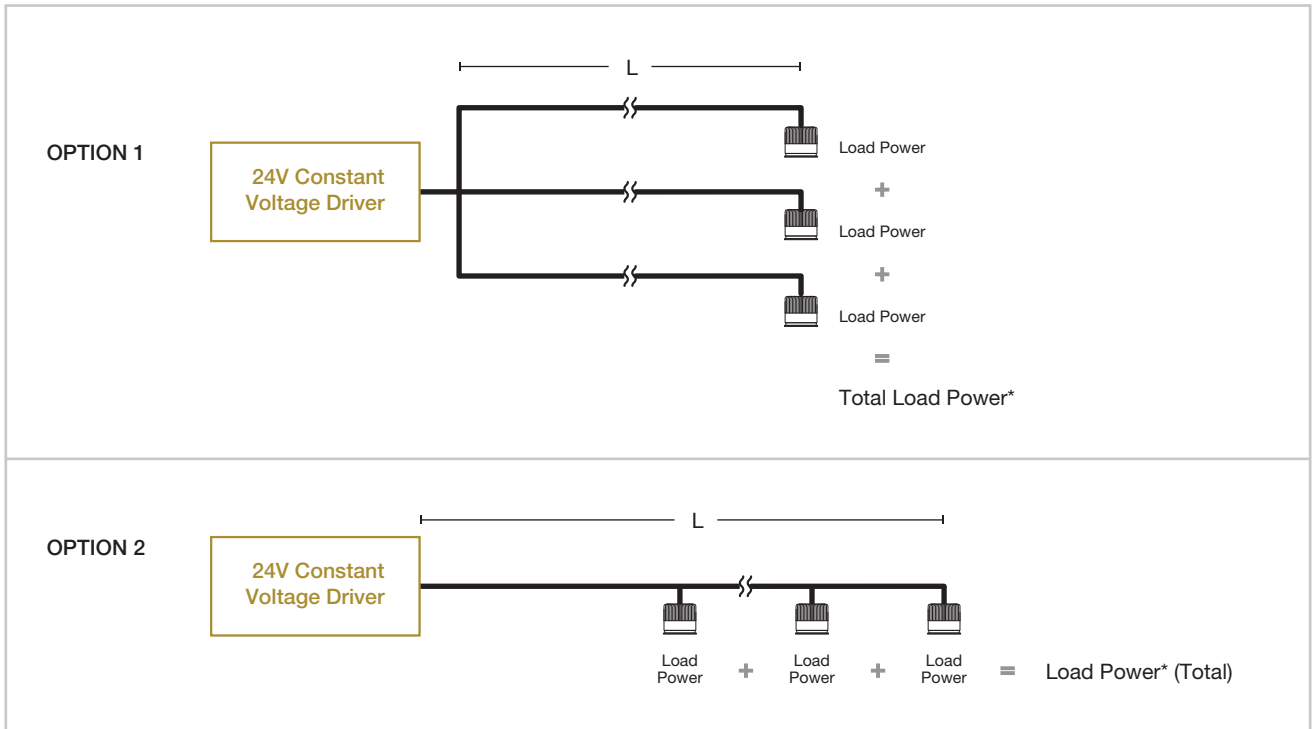 L
OPTION 1
24V Constant
Voltage Driver
Load Power
+
Load Power
+
Load Power
=
Total Load Power*
L
OPTION 2
24V Constant
Voltage Driver
Load
Power
+
Load
Power
+
Load
Power
=
Load Power* (Total)